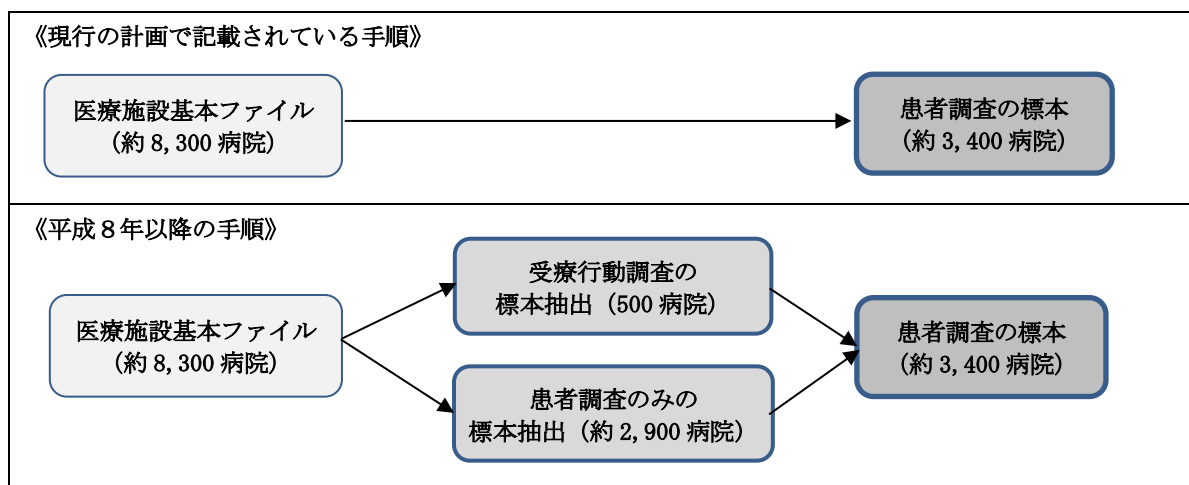 《現行の計画で記載されている手順》
医療施設基本ファイル
（約 8, 300 病院）
患者調査の標本
（約 3, 400 病院）
《平成８年以降の手順》
受療行動調査の
標本抽出（500 病院）
医療施設基本ファイル
（約 8, 300 病院）
患者調査の標本
（約 3, 400 病院）
患者調査のみの
標本抽出（約 2, 900 病院）